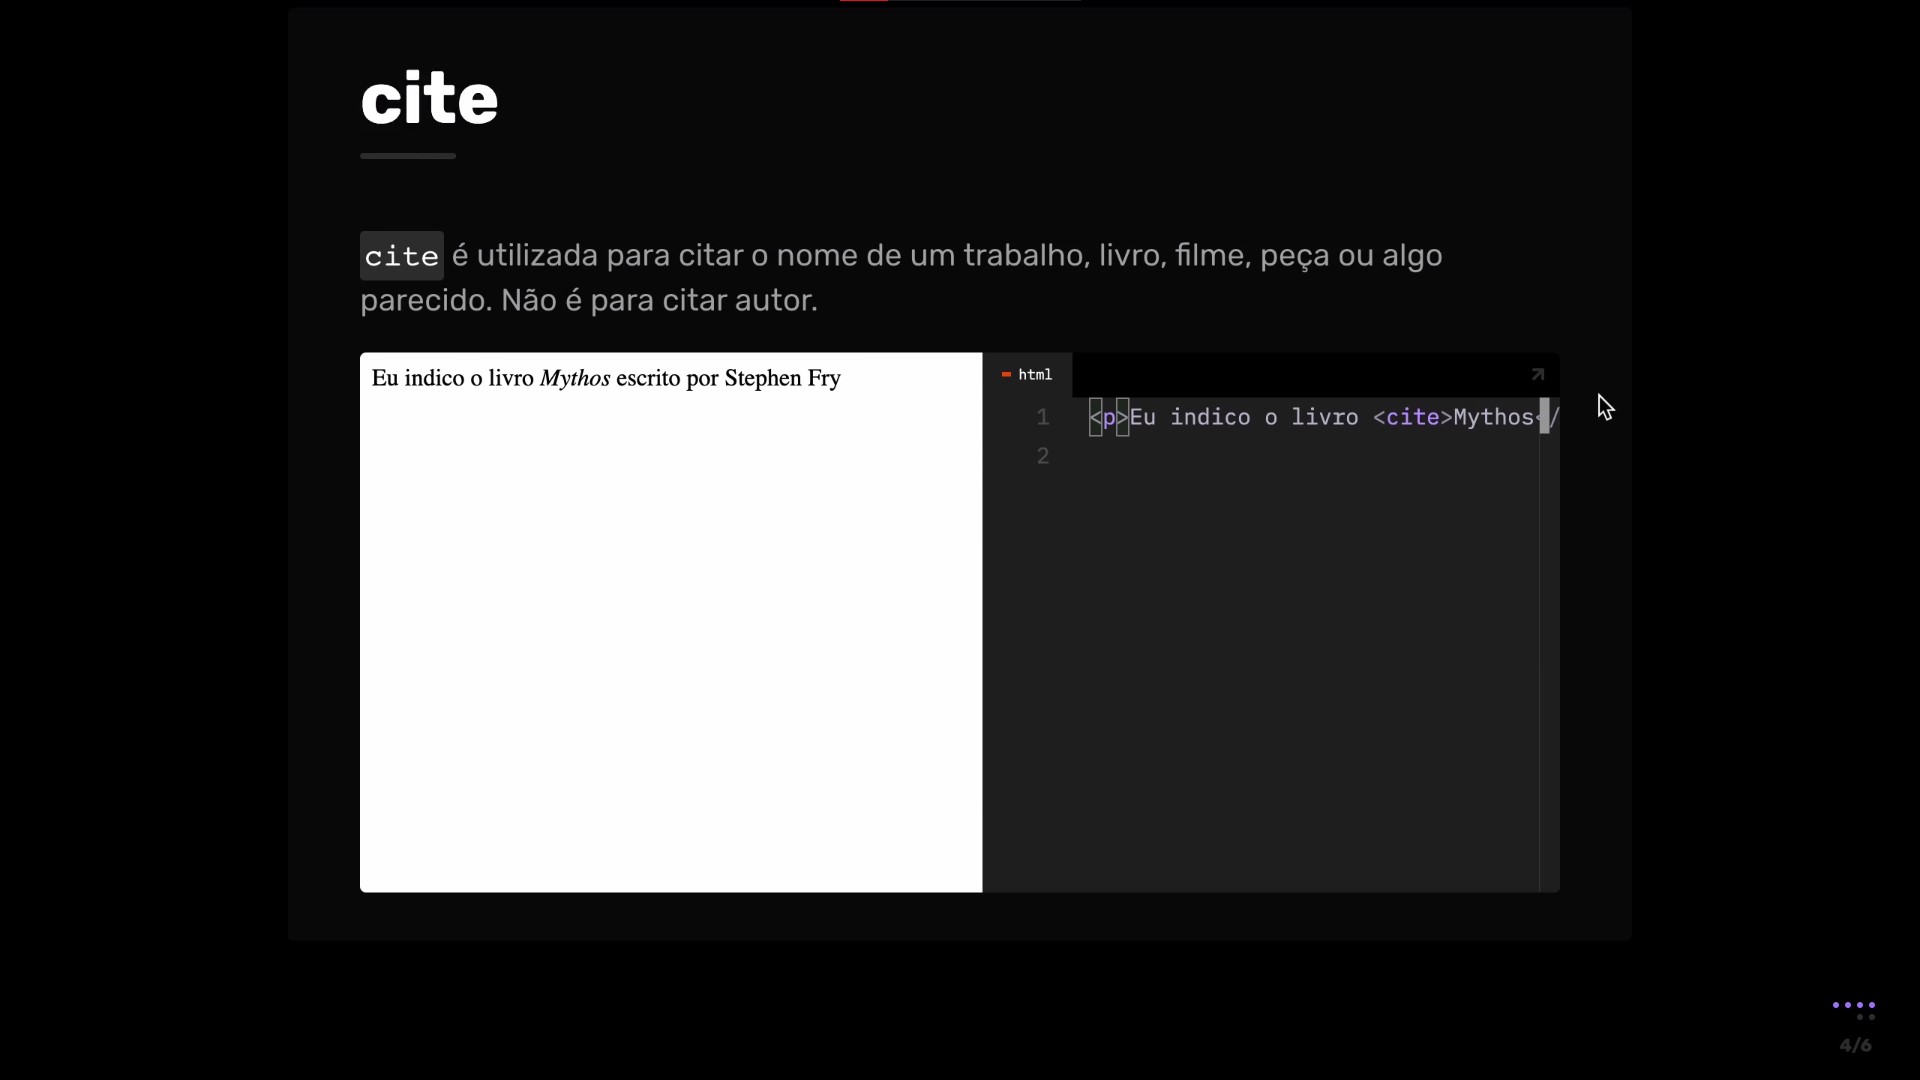 cite
cite é utilizada para citar o nome de um trabalho, livro, filme, peça ou algo
parecido. Não é para citar autor.
Eu indico o livro Mythos escrito por Stephen Fry
html
1 <p>Eu indico o livro <cite>Mythos</
2
4/6